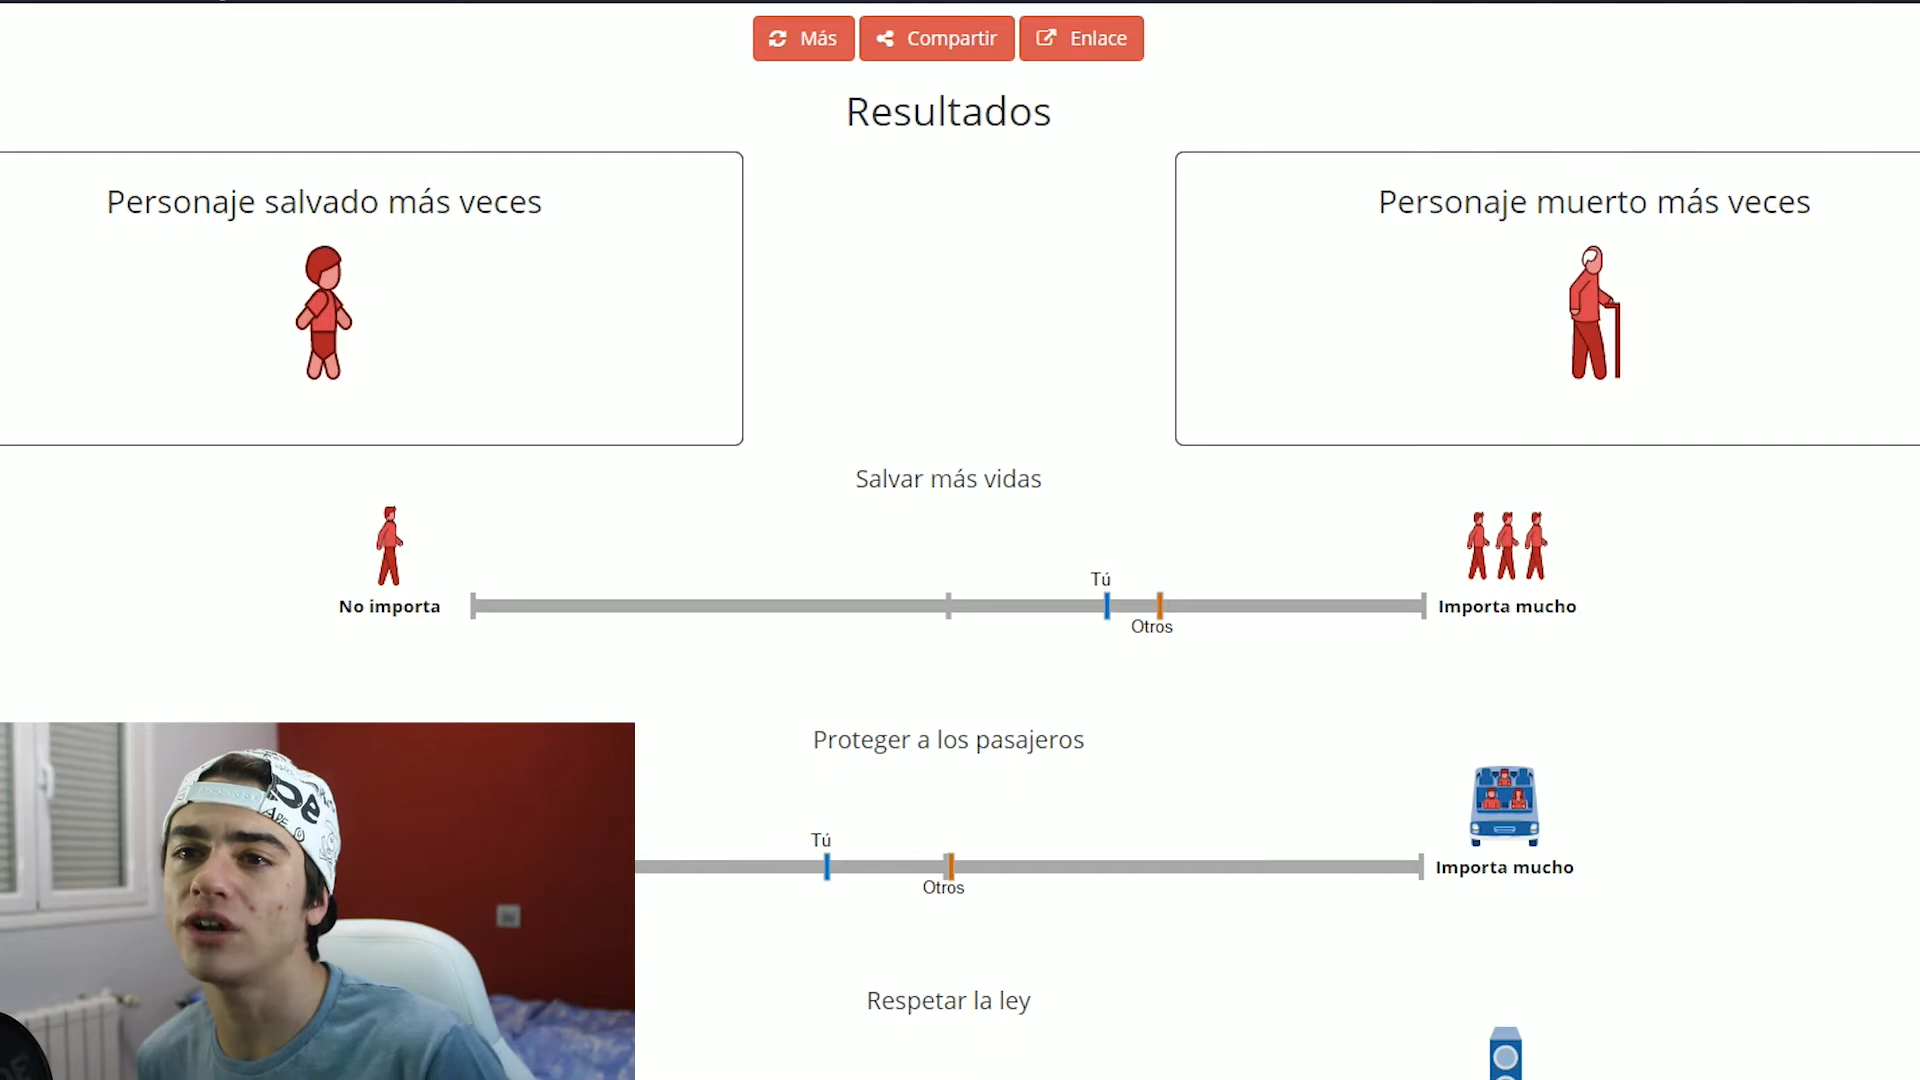 Más
Compartir
Enlace
Resultados
Personaje salvado más veces
Personaje muerto más veces
Salvar más vidas
No importa
Tú
Otros
Importa mucho
Proteger a los pasajeros
Tú
Otros
Importa mucho
Respetar la ley